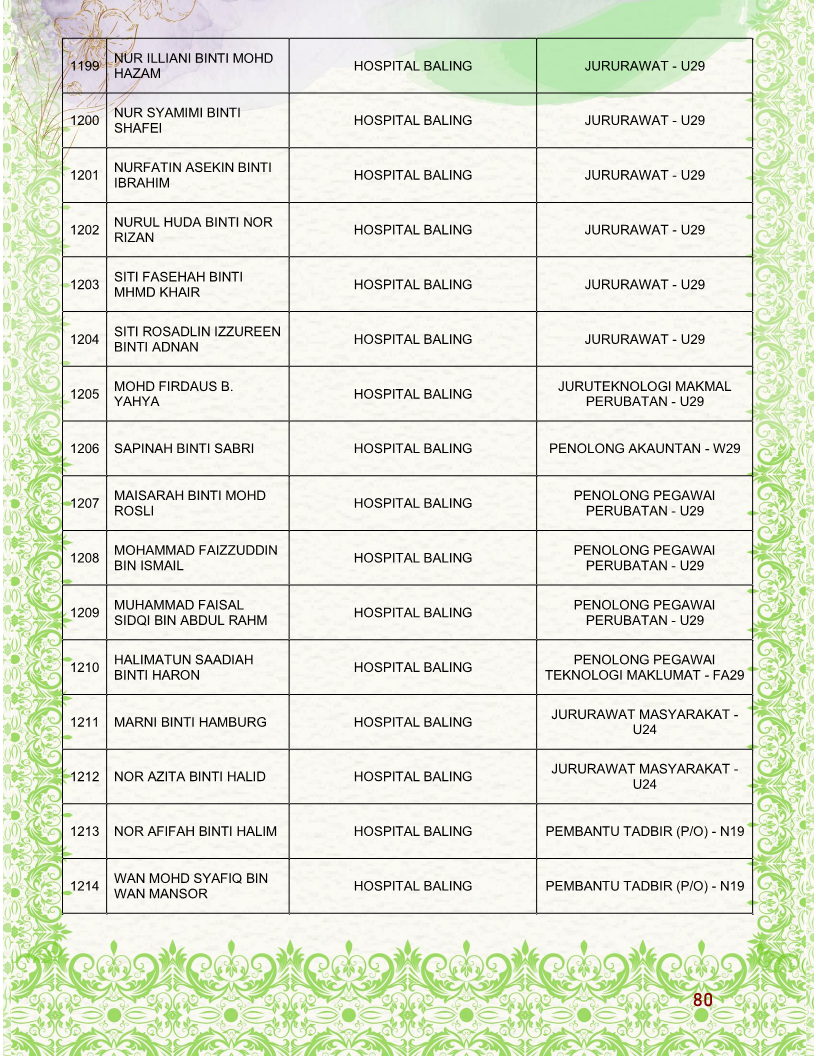 1199 NUR ILLIANI BINTI MOHD HAZAM HOSPITAL BALING JURURAWAT - U29
1200 NUR SYAMIMI BINTI SHAFEI HOSPITAL BALING JURURAWAT - U29
1201 NURFATIN ASEKIN BINTI IBRAHIM HOSPITAL BALING JURURAWAT - U29
1202 NURUL HUDA BINTI NOR RIZAN HOSPITAL BALING JURURAWAT - U29
1203 SITI FASEHAH BINTI MHMD KHAIR HOSPITAL BALING JURURAWAT - U29
1204 SITI ROSADLIN IZZUREEN BINTI ADNAN HOSPITAL BALING JURURAWAT - U29
1205 MOHD FIRDAUS B. YAHYA HOSPITAL BALING JURUTEKNOLOGI MAKMAL PERUBATAN - U29
1206 SAPINAH BINTI SABRI HOSPITAL BALING PENOLONG AKAUNTAN - W29
1207 MAISARAH BINTI MOHD ROSLI HOSPITAL BALING PENOLONG PEGAWAI PERUBATAN - U29
1208 MOHAMMAD FAIZZUDDIN BIN ISMAIL HOSPITAL BALING PENOLONG PEGAWAI PERUBATAN - U29
1209 MUHAMMAD FAISAL SIDQI BIN ABDUL RAHM HOSPITAL BALING PENOLONG PEGAWAI PERUBATAN - U29
1210 HALIMATUN SAADIAH BINTI HARON HOSPITAL BALING PENOLONG PEGAWAI TEKNOLOGI MAKLUMAT - FA29
1211 MARNI BINTI HAMBURG HOSPITAL BALING JURURAWAT MASYARAKAT - U24
1212 NOR AZITA BINTI HALID HOSPITAL BALING JURURAWAT MASYARAKAT - U24
1213 NOR AFIFAH BINTI HALIM HOSPITAL BALING PEMBANTU TADBIR (P/O) - N19
1214 WAN MOHD SYAFIQ BIN WAN MANSOR HOSPITAL BALING PEMBANTU TADBIR (P/O) - N19
80